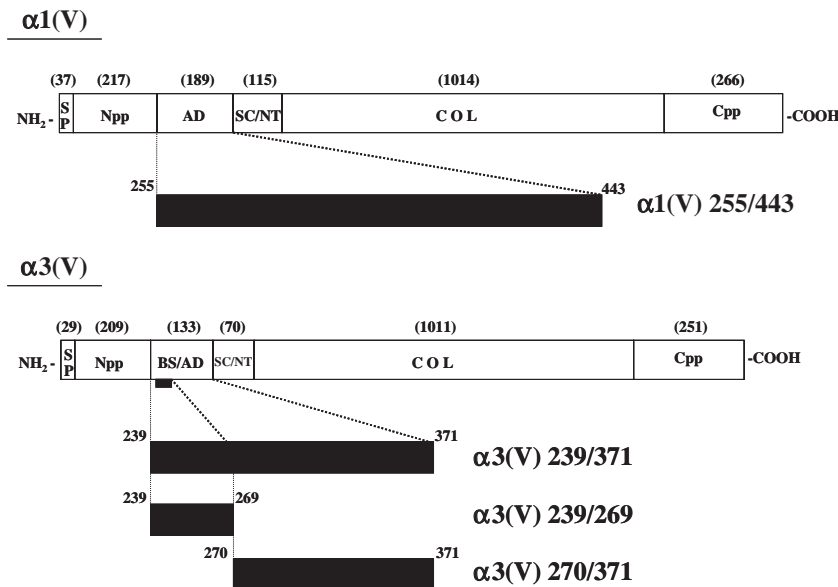 α1(V)
(37) (217) (189) (115) (1014) (266)
NH2 - SP Npp AD SC/NT C O L Cpp -COOH
255 443
α1(V) 255/443
α3(V)
(29) (209) (133) (70) (1011) (251)
NH2 - SP Npp BS/AD SC/NT C O L Cpp -COOH
239 371
α3(V) 239/371
239 269
α3(V) 239/269
270 371
α3(V) 270/371